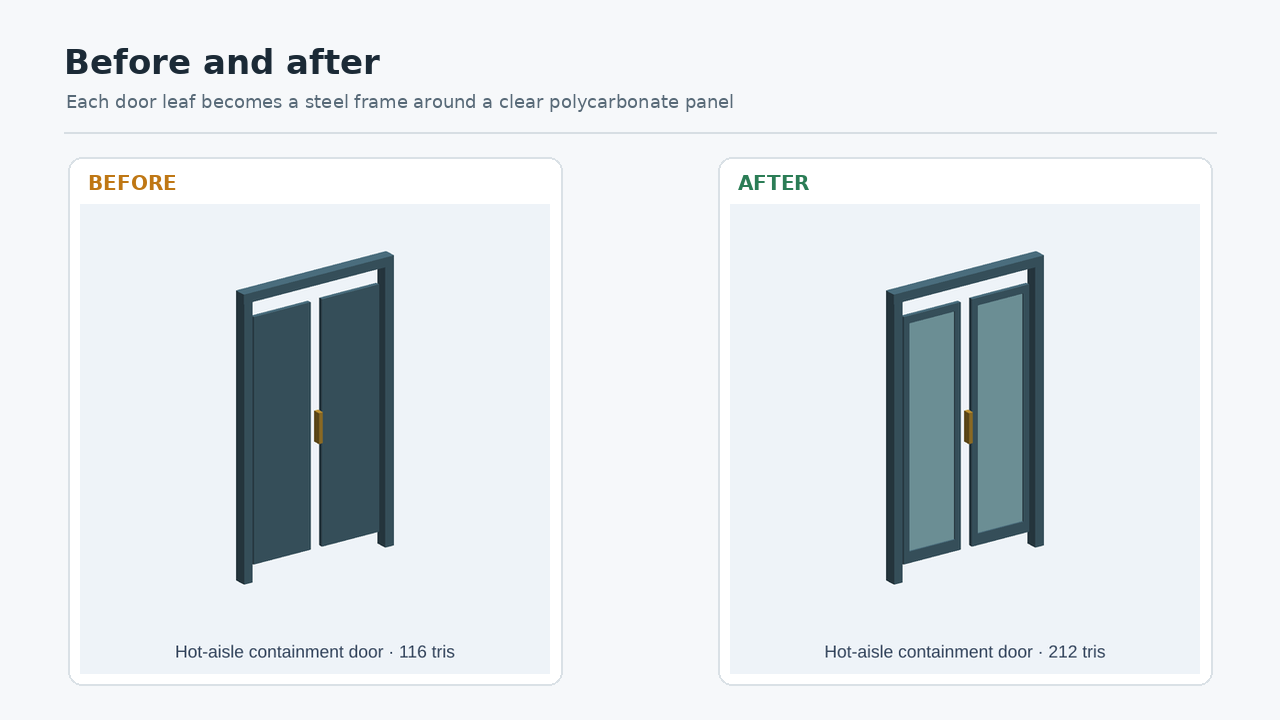 Before and after
Each door leaf becomes a steel frame around a clear polycarbonate panel
BEFORE
AFTER
Hot-aisle containment door · 116 tris
Hot-aisle containment door · 212 tris